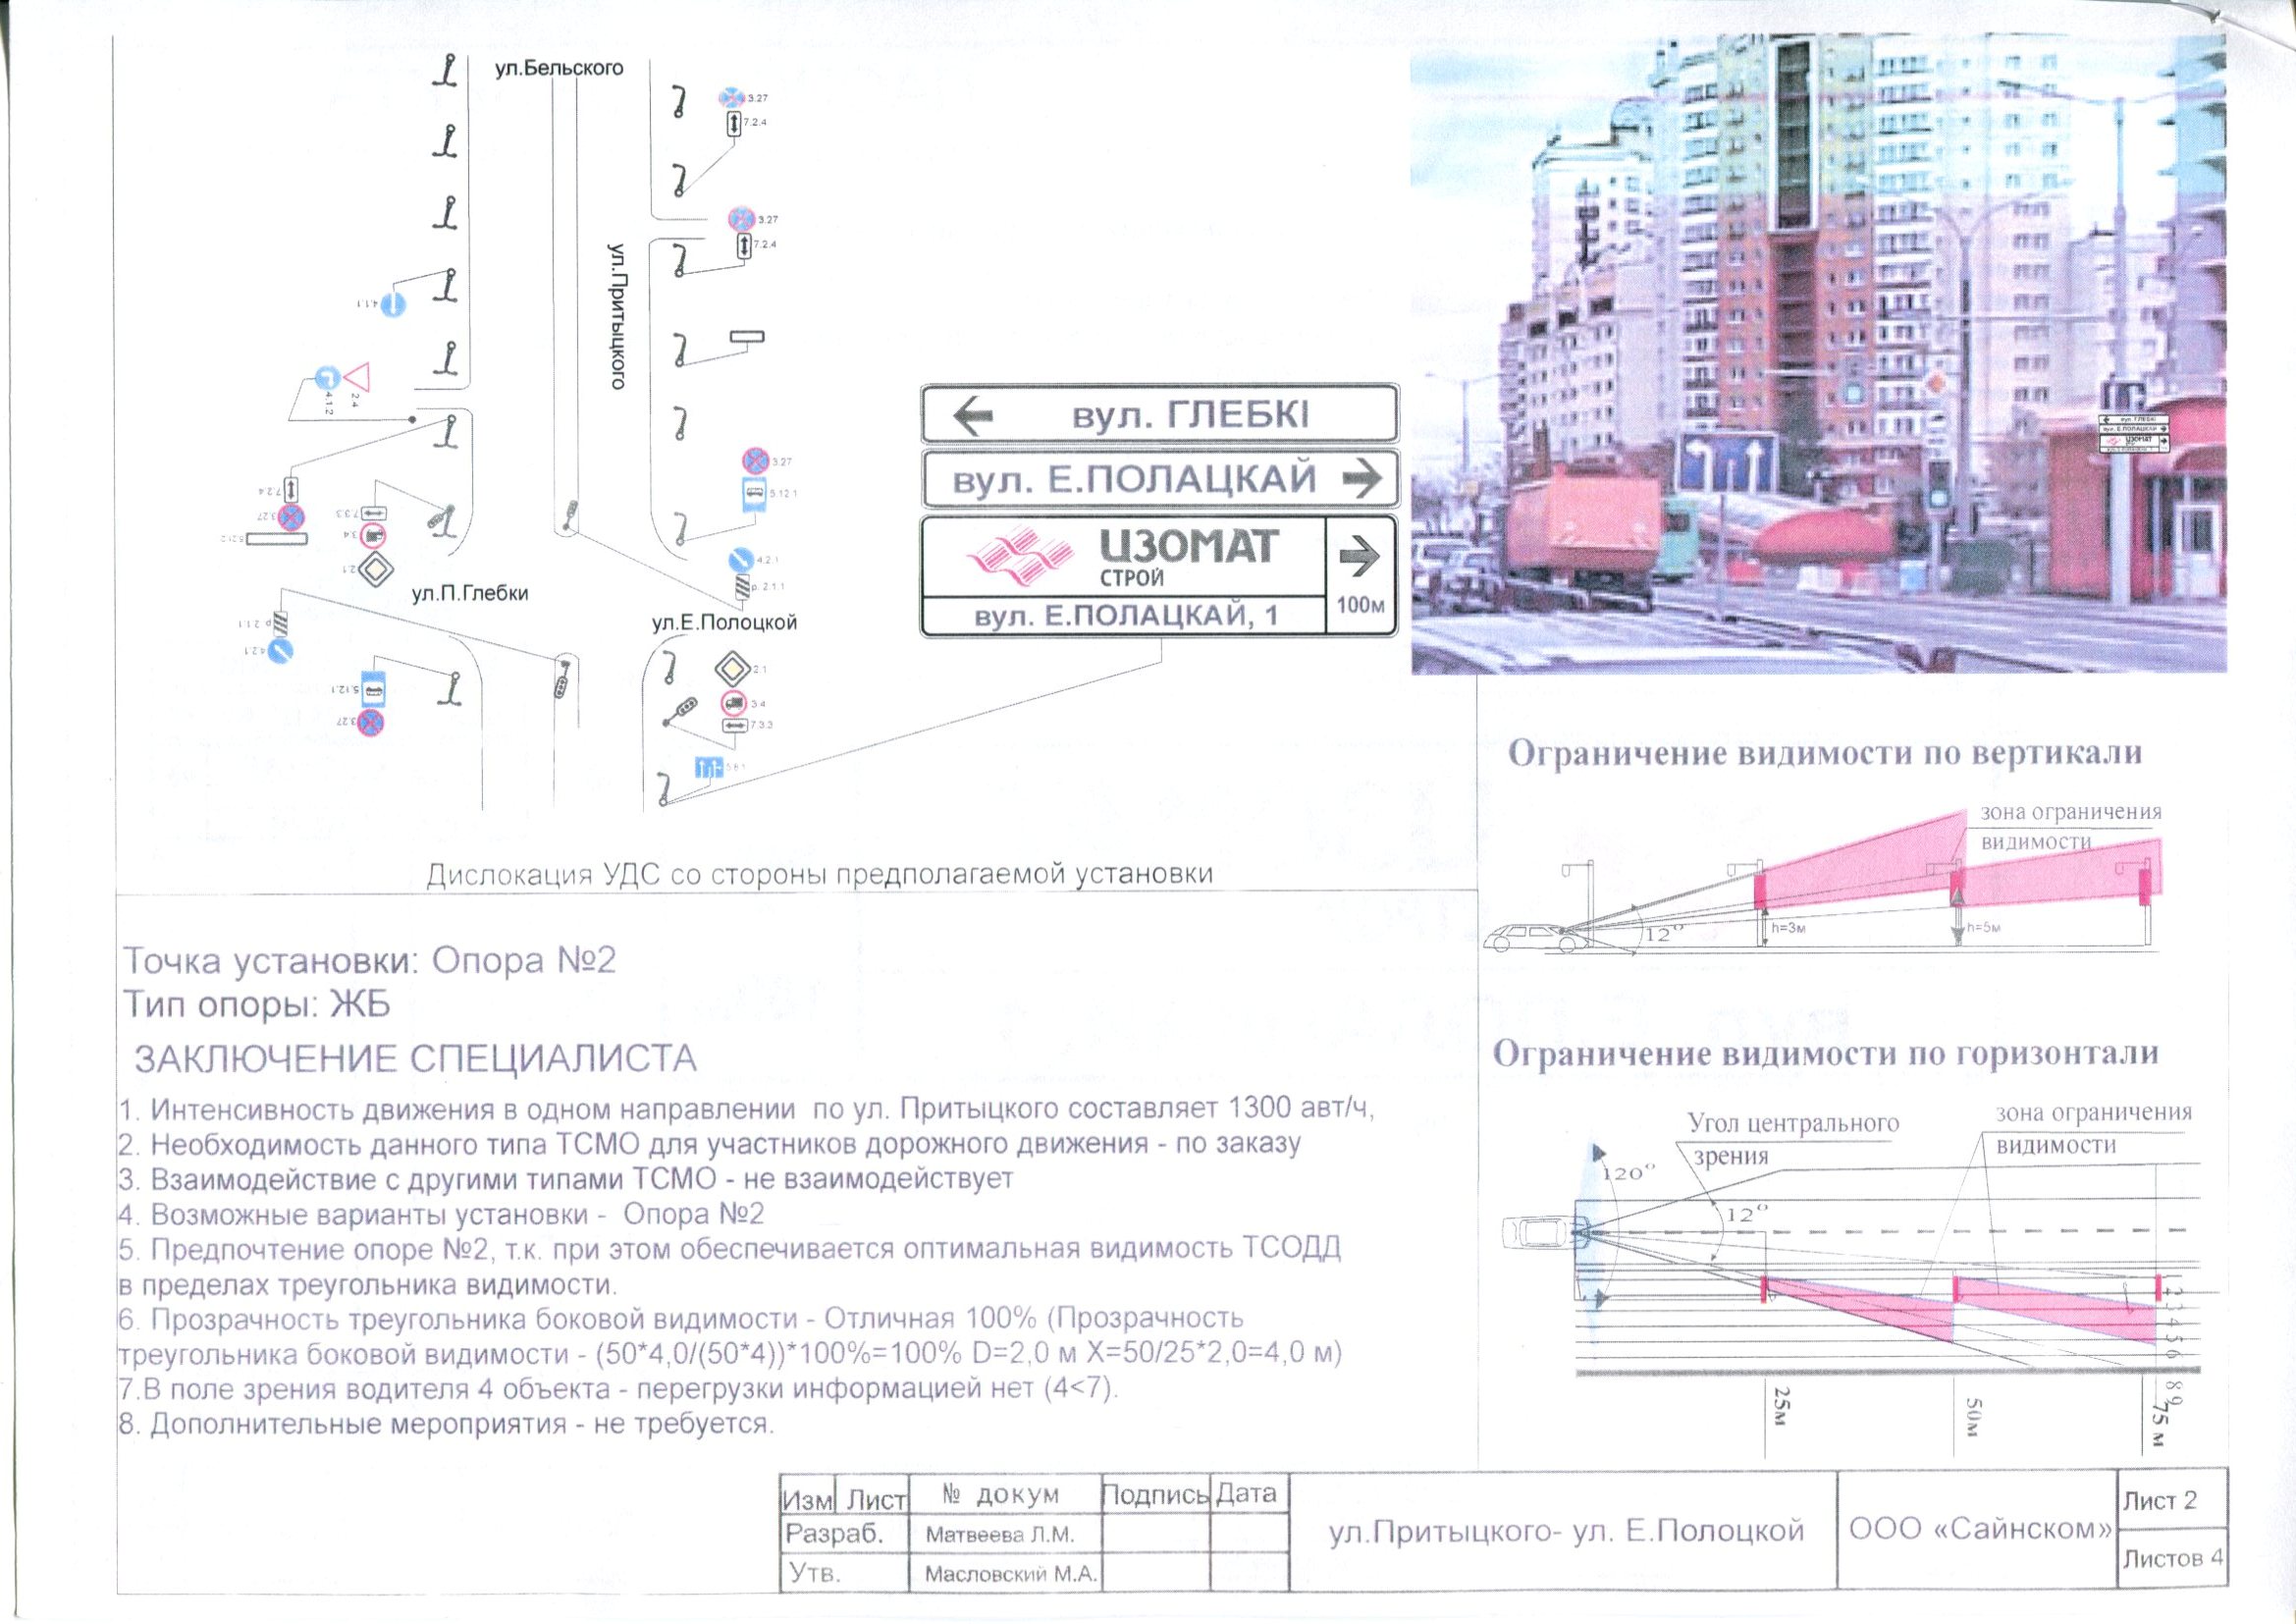 ул.Бельского
3.27
7.2.4
3.27
7.2.4
ул.Притыцкого
4.1.1
4.1.2
2.4
7.2.4
3.27
5.21.2
7.3.3
3.4
2.1
3.27
5.12.1
4.2.1
р. 2.1.1
ул.П.Глебки
ул.Е.Полоцкой
р. 2.1.1
4.2.1
5.12.1
3.27
2.1
3.4
7.3.3
5.8.1
вул. ГЛЕБКІ
вул. Е.ПОЛАЦКАЙ
ИЗОМАТ
СТРОЙ
вул. Е.ПОЛАЦКАЙ, 1
100м
вул. ГЛЕБКІ
вул. Е.ПОЛАЦКАЙ
ИЗОМАТ
Дислокация УДС со стороны предполагаемой установки
Ограничение видимости по вертикали
зона ограничения
видимости
12°
h=3м
h=5м
Точка установки: Опора №2
Тип опоры: ЖБ
ЗАКЛЮЧЕНИЕ СПЕЦИАЛИСТА
1. Интенсивность движения в одном направлении по ул. Притыцкого составляет 1300 авт/ч,
2. Необходимость данного типа ТСМО для участников дорожного движения - по заказу
3. Взаимодействие с другими типами ТСМО - не взаимодействует
4. Возможные варианты установки - Опора №2
5. Предпочтение опоре №2, т.к. при этом обеспечивается оптимальная видимость ТСОДД
в пределах треугольника видимости.
6. Прозрачность треугольника боковой видимости - Отличная 100% (Прозрачность
треугольника боковой видимости - (50*4,0/(50*4))*100%=100% D=2,0 м X=50/25*2,0=4,0 м)
7.В поле зрения водителя 4 объекта - перегрузки информацией нет (4<7).
8. Дополнительные мероприятия - не требуется.
Ограничение видимости по горизонтали
Угол центрального
зрения
зона ограничения
видимости
120°
12°
1 2 3 4 5 6
8 9
25м
50м
75 м
Изм Лист № докум Подпись Дата
Разраб. Матвеева Л.М.
Утв. Масловский М.А.
ул.Притыцкого- ул. Е.Полоцкой
ООО «Сайнском»
Лист 2
Листов 4